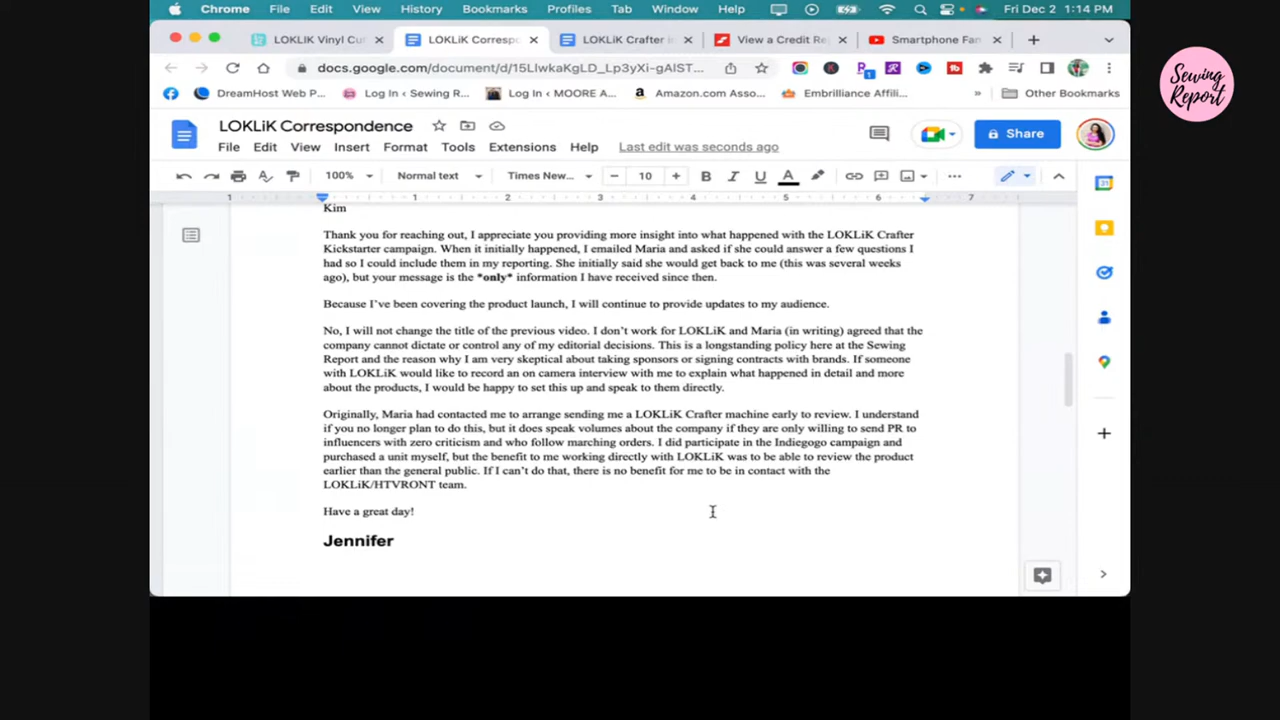 Chrome File Edit View History Bookmarks Profiles Tab Window Help Fri Dec 2 1:14 PM
LOKLIK Vinyl Cu
LOKLiK Correspo
LOKLiK Crafter i
View a Credit Re
Smartphone Fa
docs.google.com/document/d/15LlwkaKgLD_Lp3yXi-gAlST...
DreamHost Web P... Log In ‹ Sewing R... Log In ‹ MOORE A... Amazon.com Asso... Embrilliance Affili... » Other Bookmarks
Sewing
Report
LOKLiK Correspondence
Share
File Edit View Insert Format Tools Extensions Help Last edit was seconds ago
100% Normal text Times New... 10 B I U A
1 1 2 3 4 5 6 7
Kim
Thank you for reaching out, I appreciate you providing more insight into what happened with the LOKLiK Crafter
Kickstarter campaign. When it initially happened, I emailed Maria and asked if she could answer a few questions I
had so I could include them in my reporting. She initially said she would get back to me (this was several weeks
ago), but your message is the *only* information I have received since then.
Because I've been covering the product launch, I will continue to provide updates to my audience.
No, I will not change the title of the previous video. I don't work for LOKLiK and Maria (in writing) agreed that the
company cannot dictate or control any of my editorial decisions. This is a longstanding policy here at the Sewing
Report and the reason why I am very skeptical about taking sponsors or signing contracts with brands. If someone
with LOKLiK would like to record an on camera interview with me to explain what happened in detail and more
about the products, I would be happy to set this up and speak to them directly.
Originally, Maria had contacted me to arrange sending me a LOKLiK Crafter machine early to review. I understand
if you no longer plan to do this, but it does speak volumes about the company if they are only willing to send PR to
influencers with zero criticism and who follow marching orders. I did participate in the Indiegogo campaign and
purchased a unit myself, but the benefit to me working directly with LOKLiK was to be able to review the product
earlier than the general public. If I can't do that, there is no benefit for me to be in contact with the
LOKLiK/HTVRONT team.
Have a great day!
Jennifer